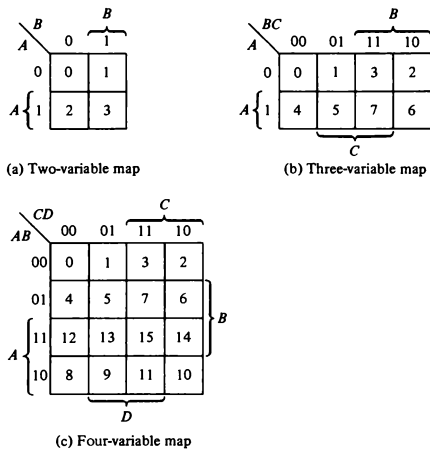 B
B
A 0 1
0 0 1
A 1 2 3
(a) Two-variable map
B
BC
A 00 01 11 10
0 0 1 3 2
A 1 4 5 7 6
C
(b) Three-variable map
C
CD
AB 00 01 11 10
00 0 1 3 2
01 4 5 7 6
B
A 11 12 13 15 14
10 8 9 11 10
D
(c) Four-variable map